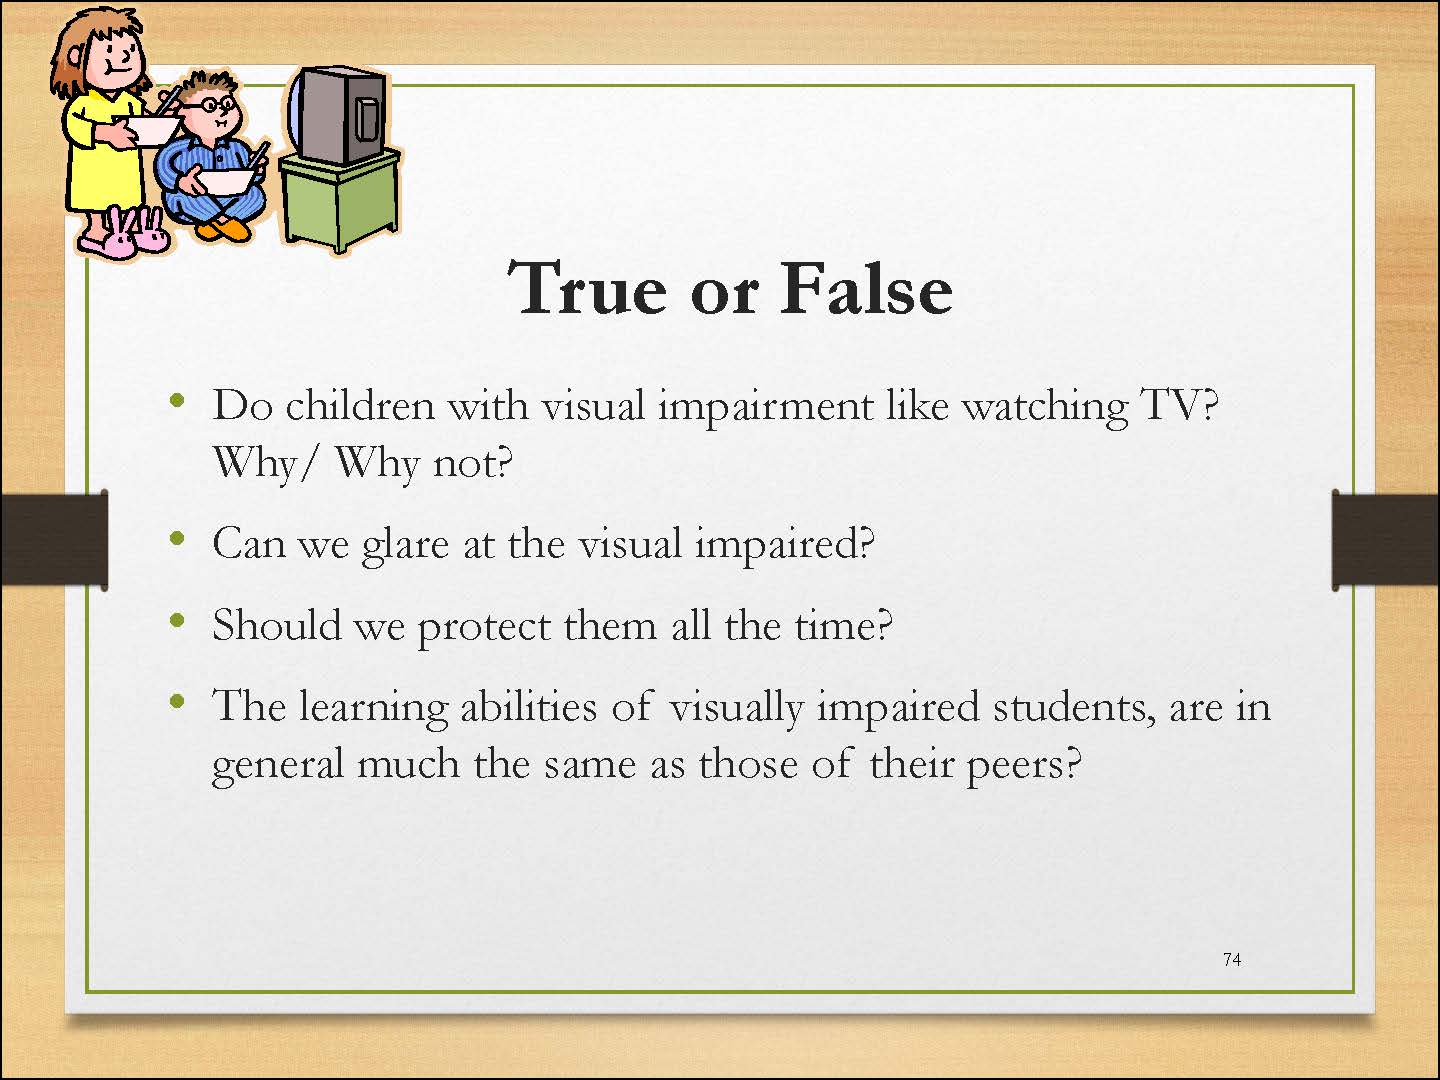 True or False
• Do children with visual impairment like watching TV?
Why/ Why not?
• Can we glare at the visual impaired?
• Should we protect them all the time?
• The learning abilities of visually impaired students, are in
general much the same as those of their peers?
74